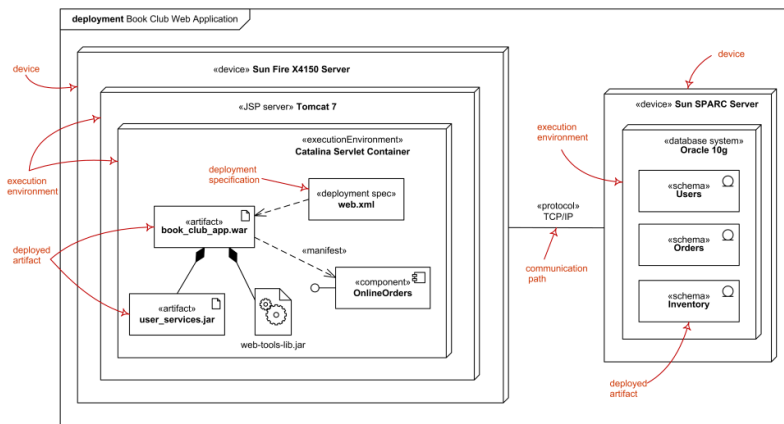 deployment Book Club Web Application
device
«device» Sun Fire X4150 Server
«JSP server» Tomcat 7
«executionEnvironment»
Catalina Servlet Container
execution
environment
deployment
specification
«deployment spec»
web.xml
«artifact»
book_club_app.war
deployed
artifact
«manifest»
«component»
OnlineOrders
«artifact»
user_services.jar
web-tools-lib.jar
«protocol»
TCP/IP
communication
path
device
«device» Sun SPARC Server
execution
environment
«database system»
Oracle 10g
«schema»
Users
«schema»
Orders
«schema»
Inventory
deployed
artifact